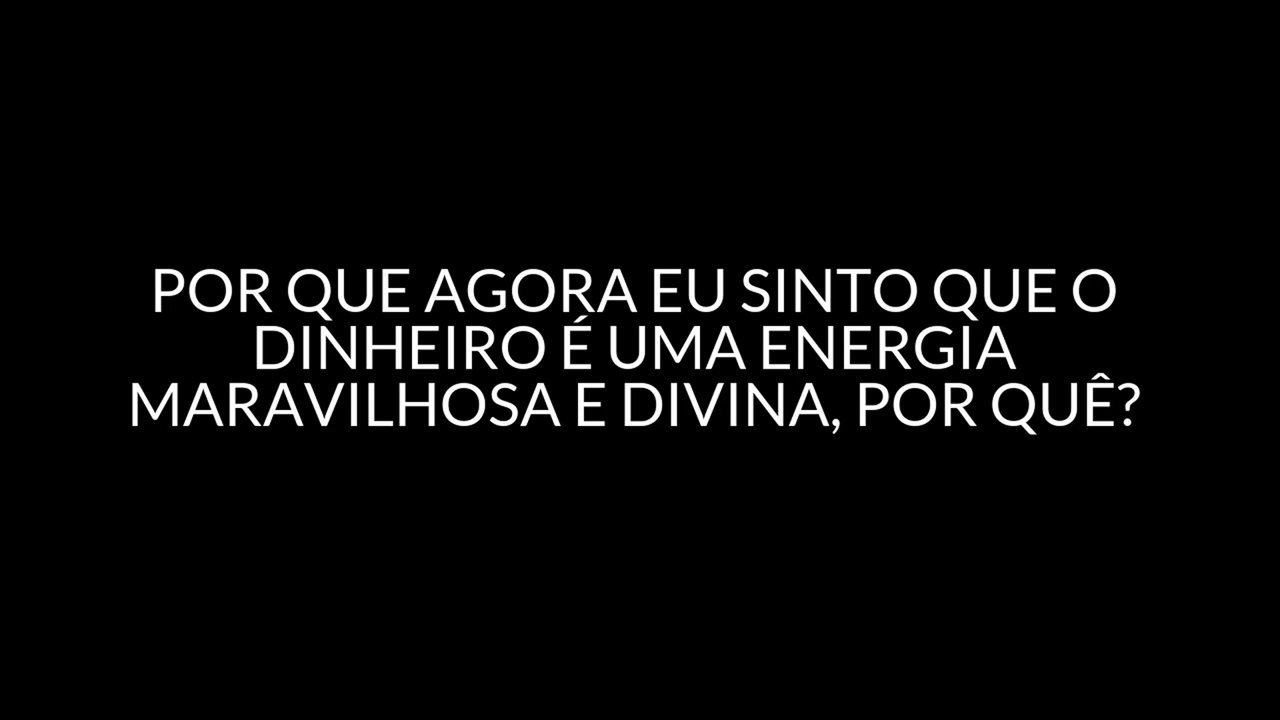 POR QUE AGORA EU SINTO QUE O
DINHEIRO É UMA ENERGIA
MARAVILHOSA E DIVINA, POR QUÊ?